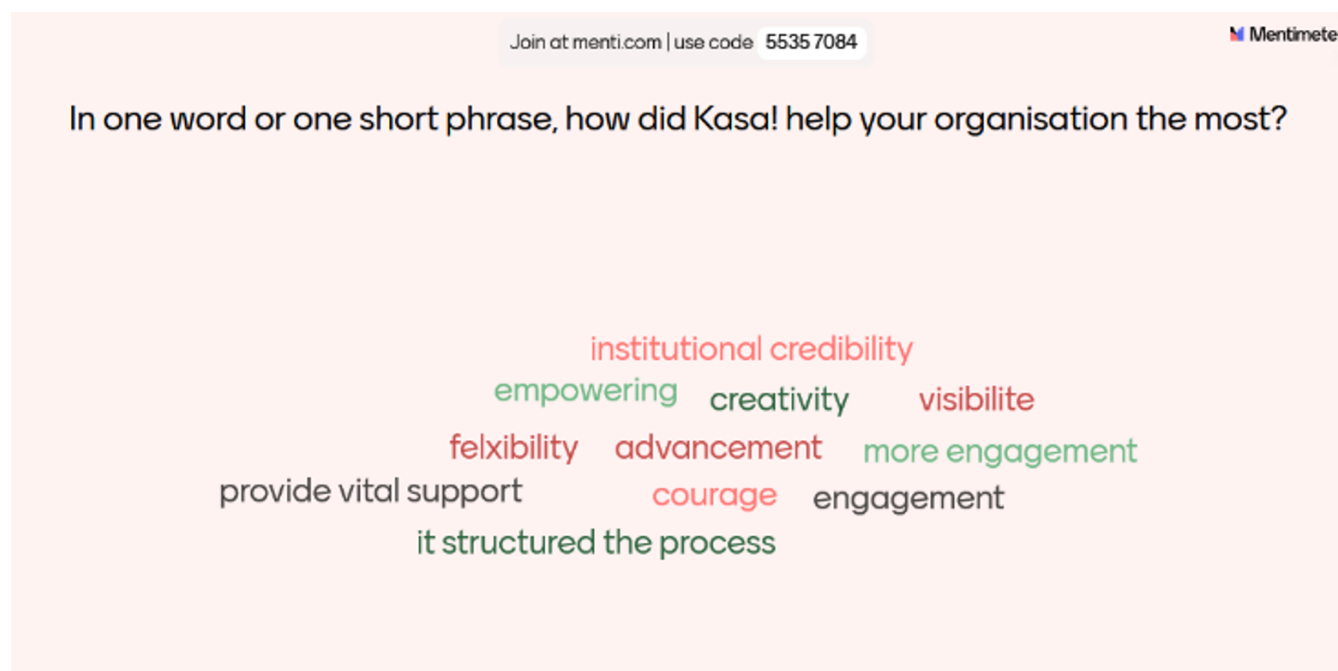 Join at menti.com | use code 5535 7084
Mentimete
In one word or one short phrase, how did Kasa! help your organisation the most?
institutional credibility
empowering creativity visibilite
felxibility advancement more engagement
provide vital support courage engagement
it structured the process